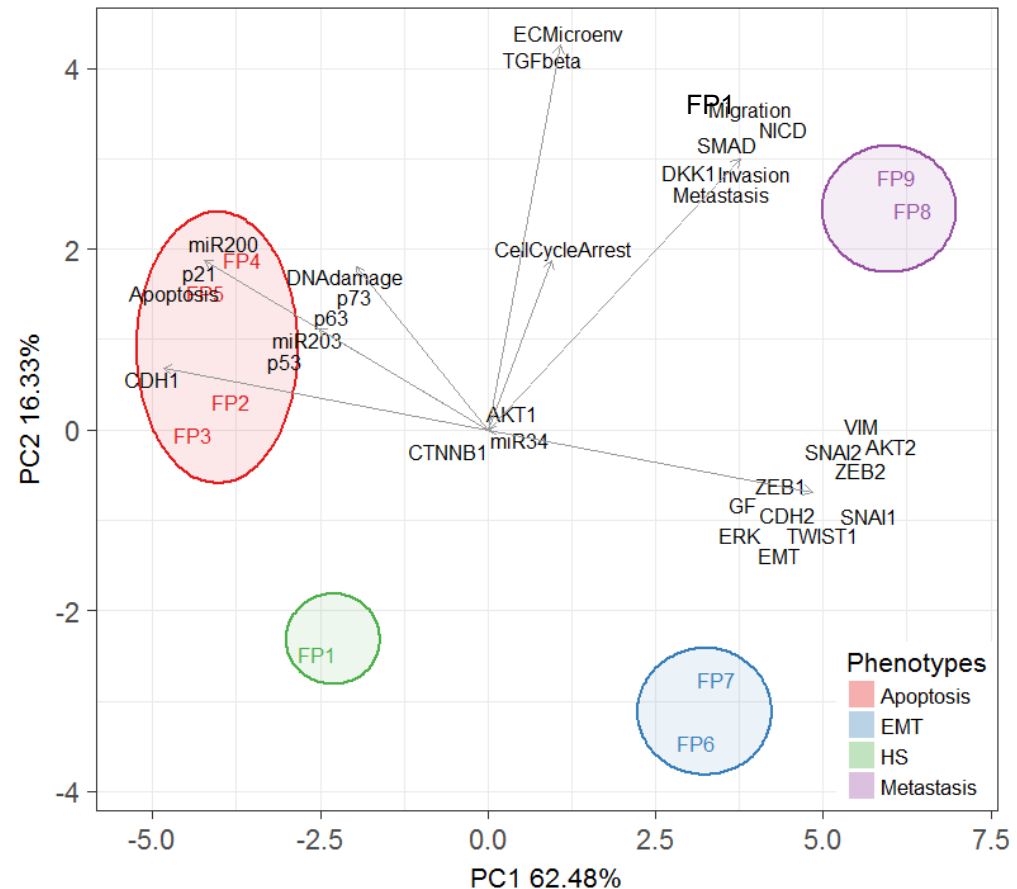 ECMicroenv
TGFbeta
FP1
Migration
NICD
SMAD
DKK1
Invasion
Metastasis
FP9
FP8
CellCycleArrest
miR200
FP4
p21
Apoptosis
FP5
DNAdamage
p73
p63
miR203
p53
CDH1
FP2
FP3
AKT1
miR34
CTNNB1
VIM
AKT2
SNAI2
ZEB2
ZEB1
GF
CDH2
SNAI1
ERK
TWIST1
EMT
FP1
FP7
FP6
4
2
0
-2
-4
PC2 16.33%
-5.0
-2.5
0.0
2.5
5.0
7.5
PC1 62.48%
Phenotypes
Apoptosis
EMT
HS
Metastasis